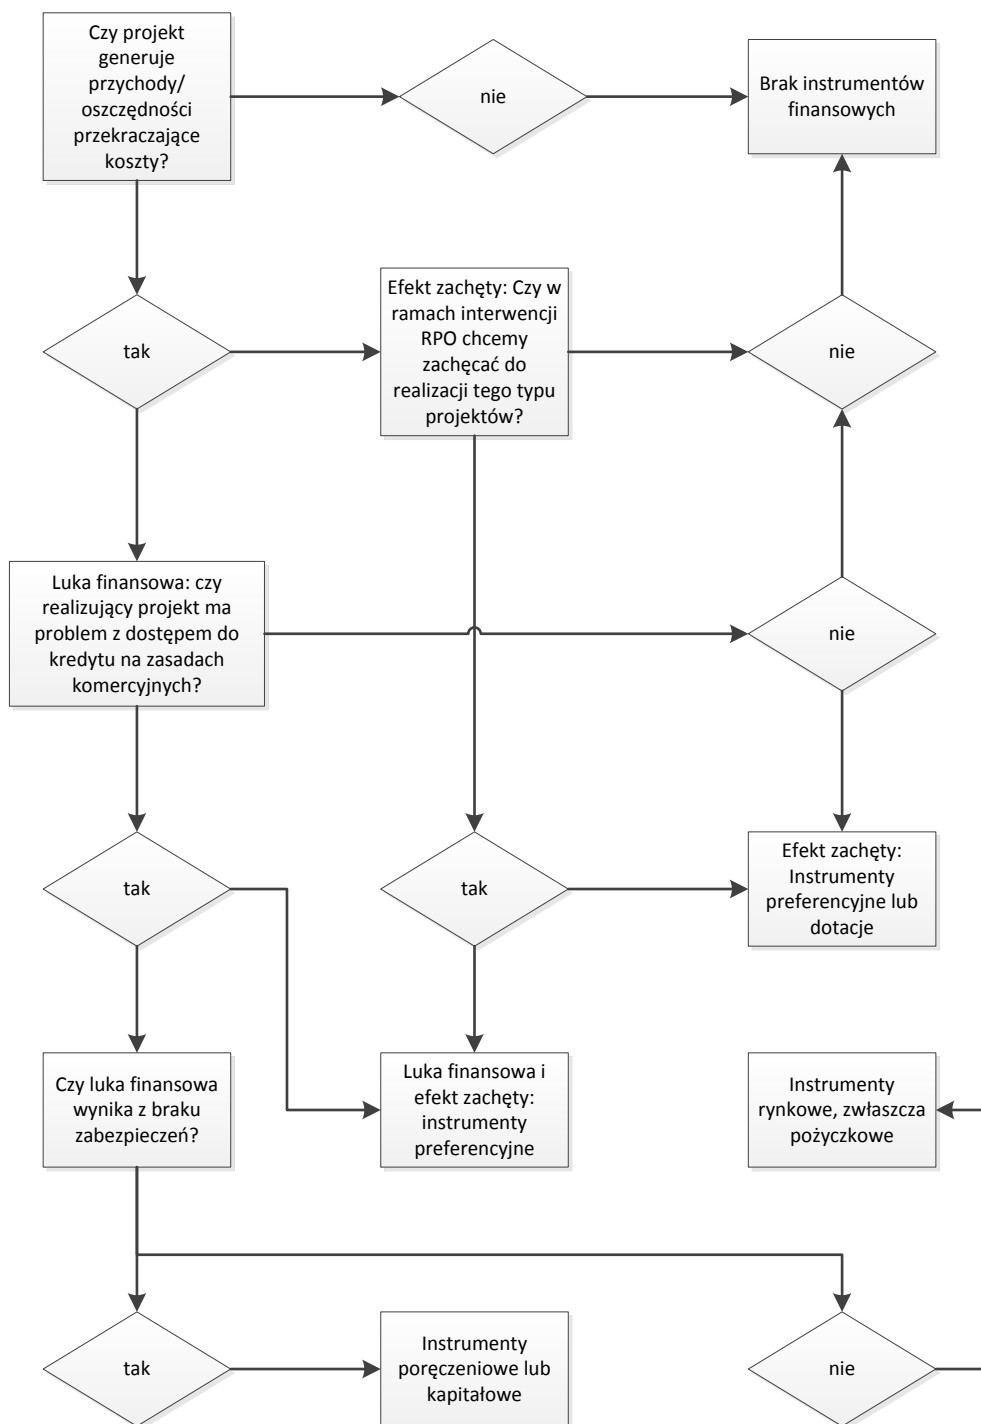 Czy projekt
generuje
przychody/
oszczędności
przekraczające
koszty?
nie
Brak instrumentów
finansowych
tak
Efekt zachęty: Czy w
ramach interwencji
RPO chcemy
zachęcać do
realizacji tego typu
projektów?
nie
Luka finansowa: czy
realizujący projekt ma
problem z dostępem do
kredytu na zasadach
komercyjnych?
nie
tak
tak
Efekt zachęty:
Instrumenty
preferencyjne lub
dotacje
Czy luka finansowa
wynika z braku
zabezpieczeń?
Luka finansowa i
efekt zachęty:
instrumenty
preferencyjne
Instrumenty
rynkowe, zwłaszcza
pożyczkowe
tak
Instrumenty
poręczeniowe lub
kapitałowe
nie